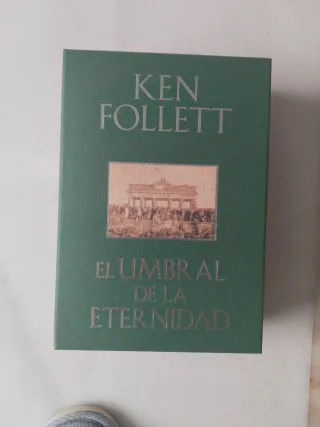 KEN
FOLLETT
EL UMBRAL
DE LA
ETERNIDAD